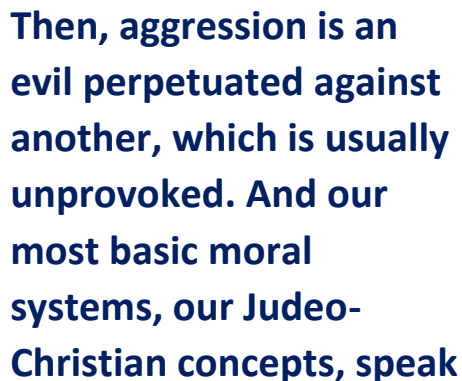 Then, aggression is an
evil perpetuated against
another, which is usually
unprovoked. And our
most basic moral
systems, our Judeo-
Christian concepts, speak